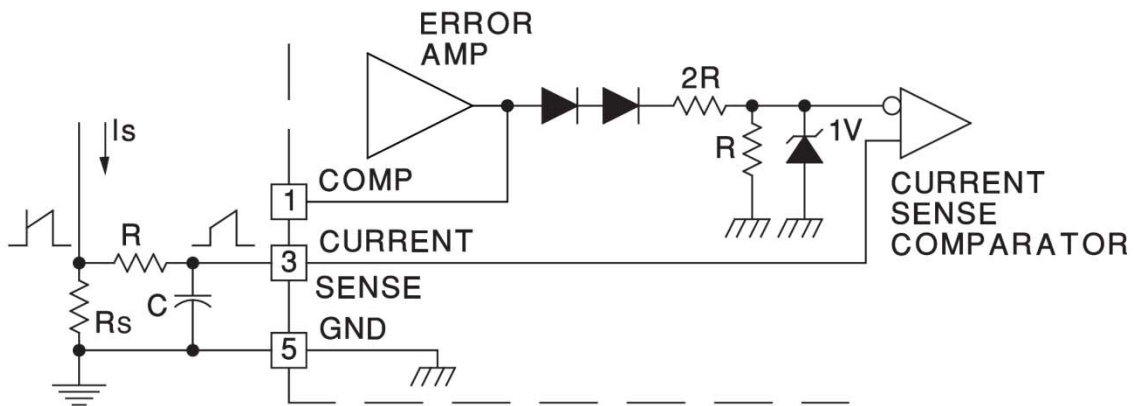 ERROR
AMP
2R
Is
R
1V
COMP
1
R
CURRENT
3
SENSE
CURRENT
SENSE
COMPARATOR
C
Rs
GND
5